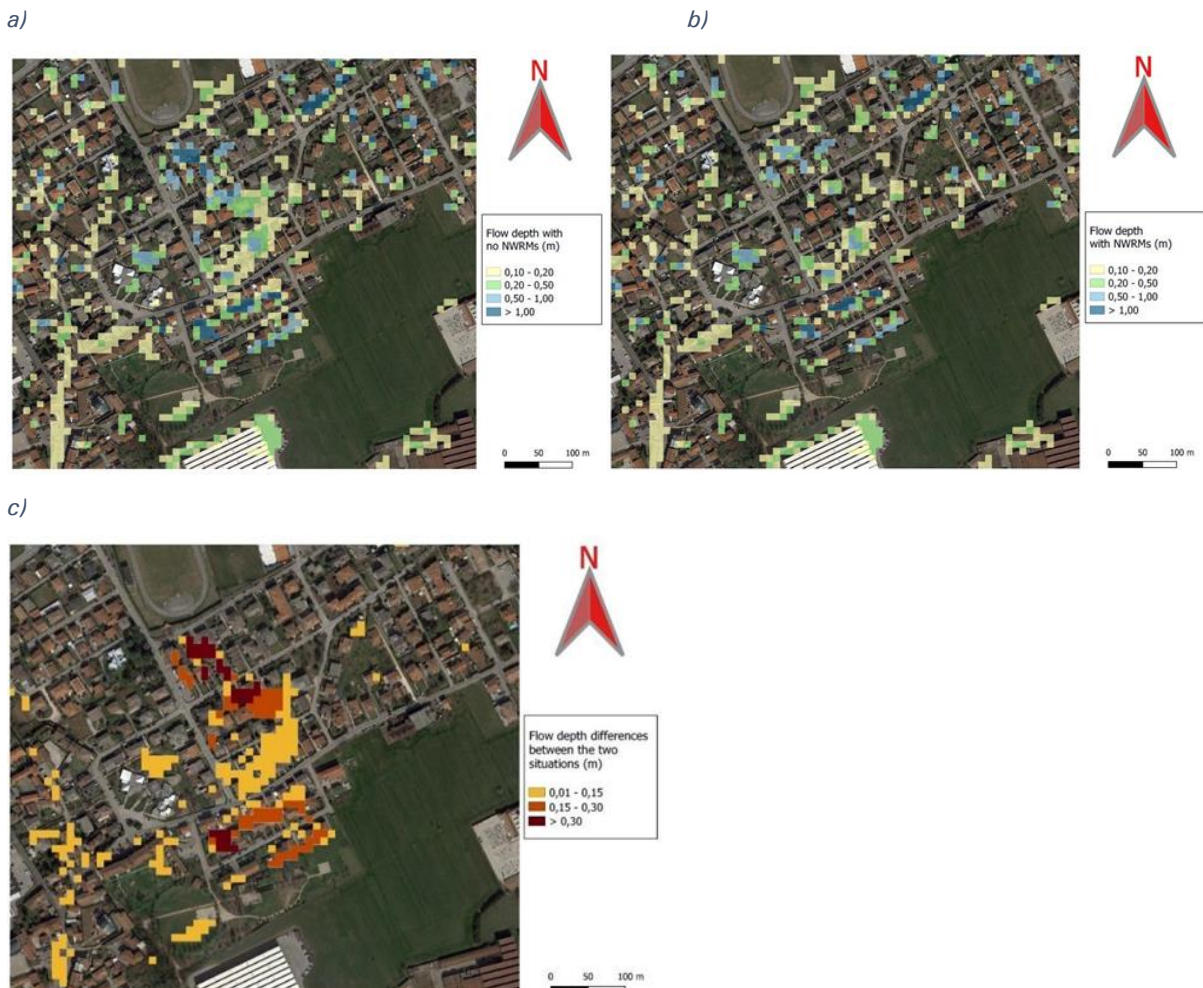 a)
b)
N
Flow depth with
no NWRMs (m)
0,10 - 0,20
0,20 - 0,50
0,50 - 1,00
> 1,00
0 50 100 m
N
Flow depth
with NWRMs (m)
0,10 - 0,20
0,20 - 0,50
0,50 - 1,00
> 1,00
0 50 100 m
c)
N
Flow depth differences
between the two
situations (m)
0,01 - 0,15
0,15 - 0,30
> 0,30
0 50 100 m